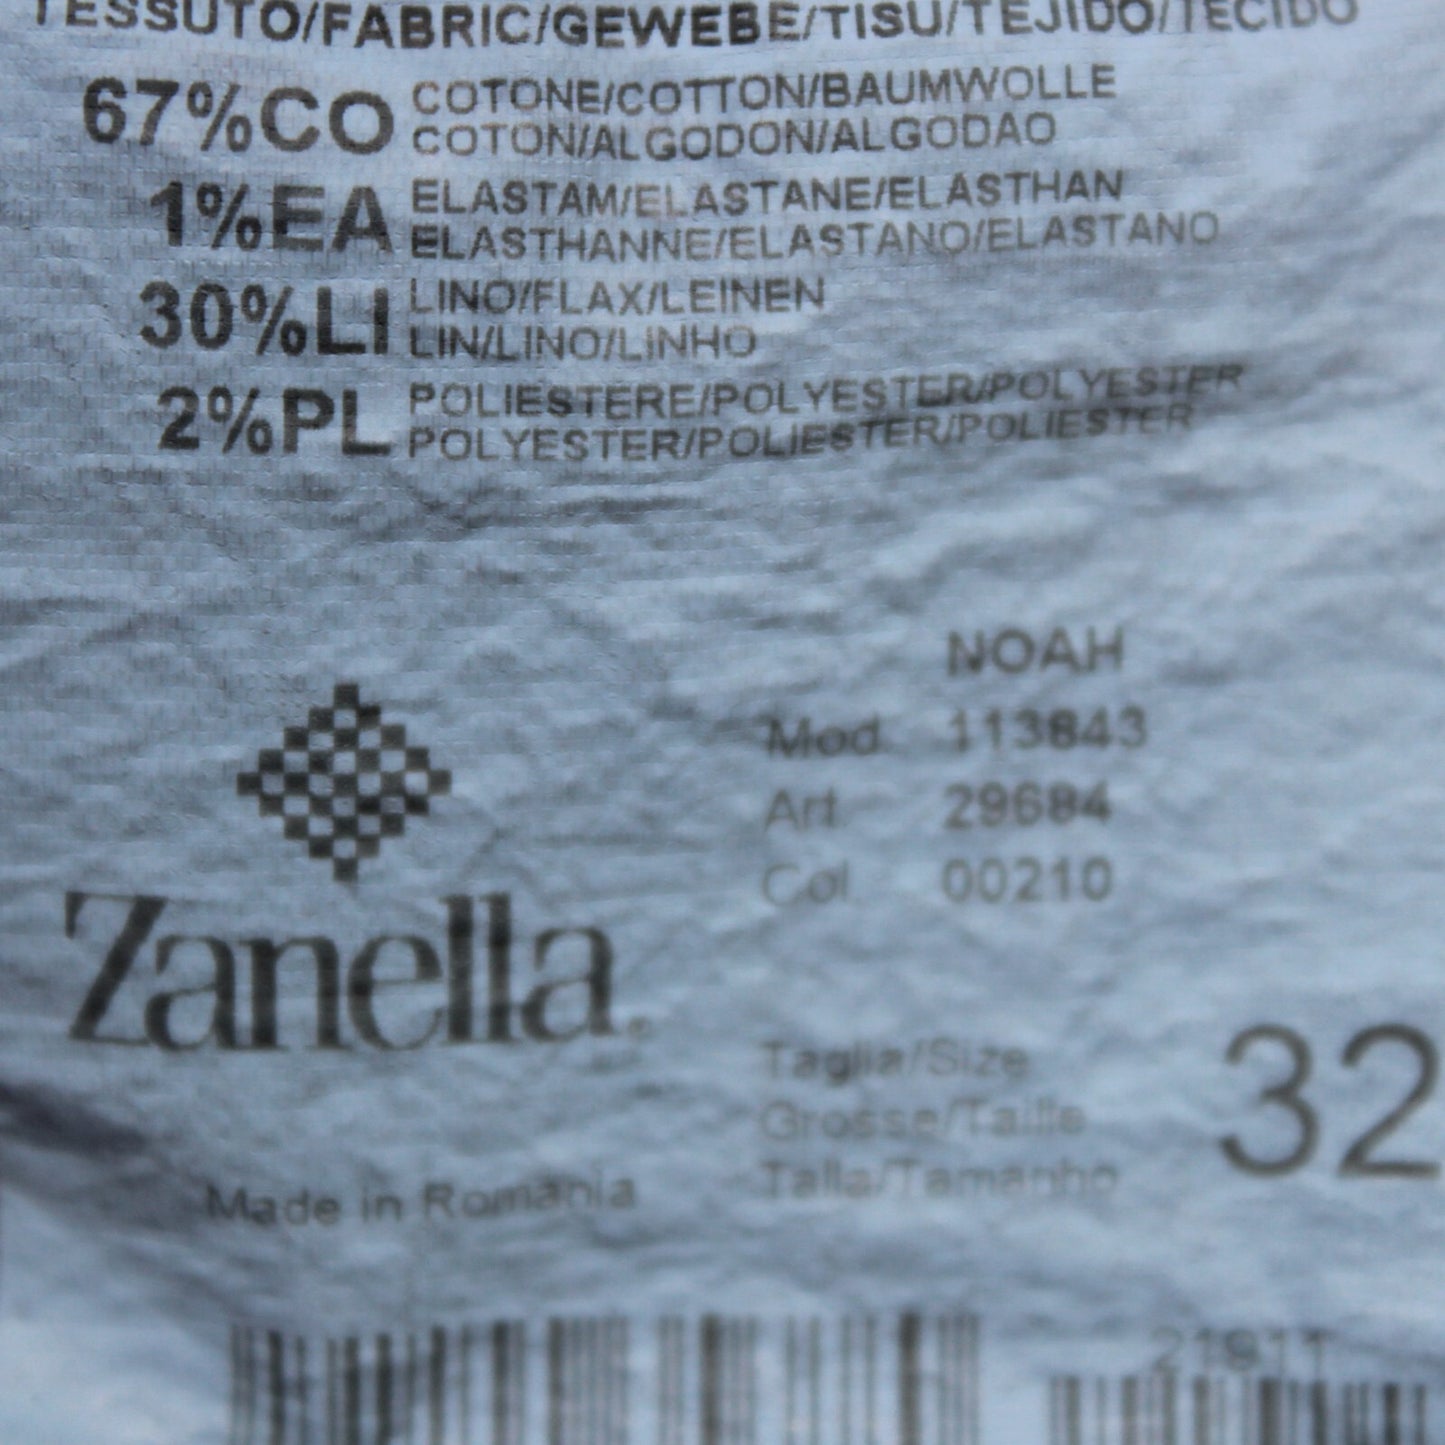 TESSUTO/FABRIC/GEWEBE/TISU/TEJIDO/TECIDO
67%CO COTONE/COTTON/BAUMWOLLE
COTON/ALGODON/ALGODAO
1%EA ELASTAM/ELASTANE/ELASTHAN
ELASTHANNE/ELASTANO/ELASTANO
30%LI LINO/FLAX/LEINEN
LIN/LINO/LINHO
2%PL POLIESTERE/POLYESTER/POLYESTER
POLYESTER/POLIESTER/POLIESTER
NOAH
Mod. 113843
Art. 29684
Col. 00210
Zanella
Taglia/Size
Grosse/Taille
Talla/Tamanho
32
Made in Romania